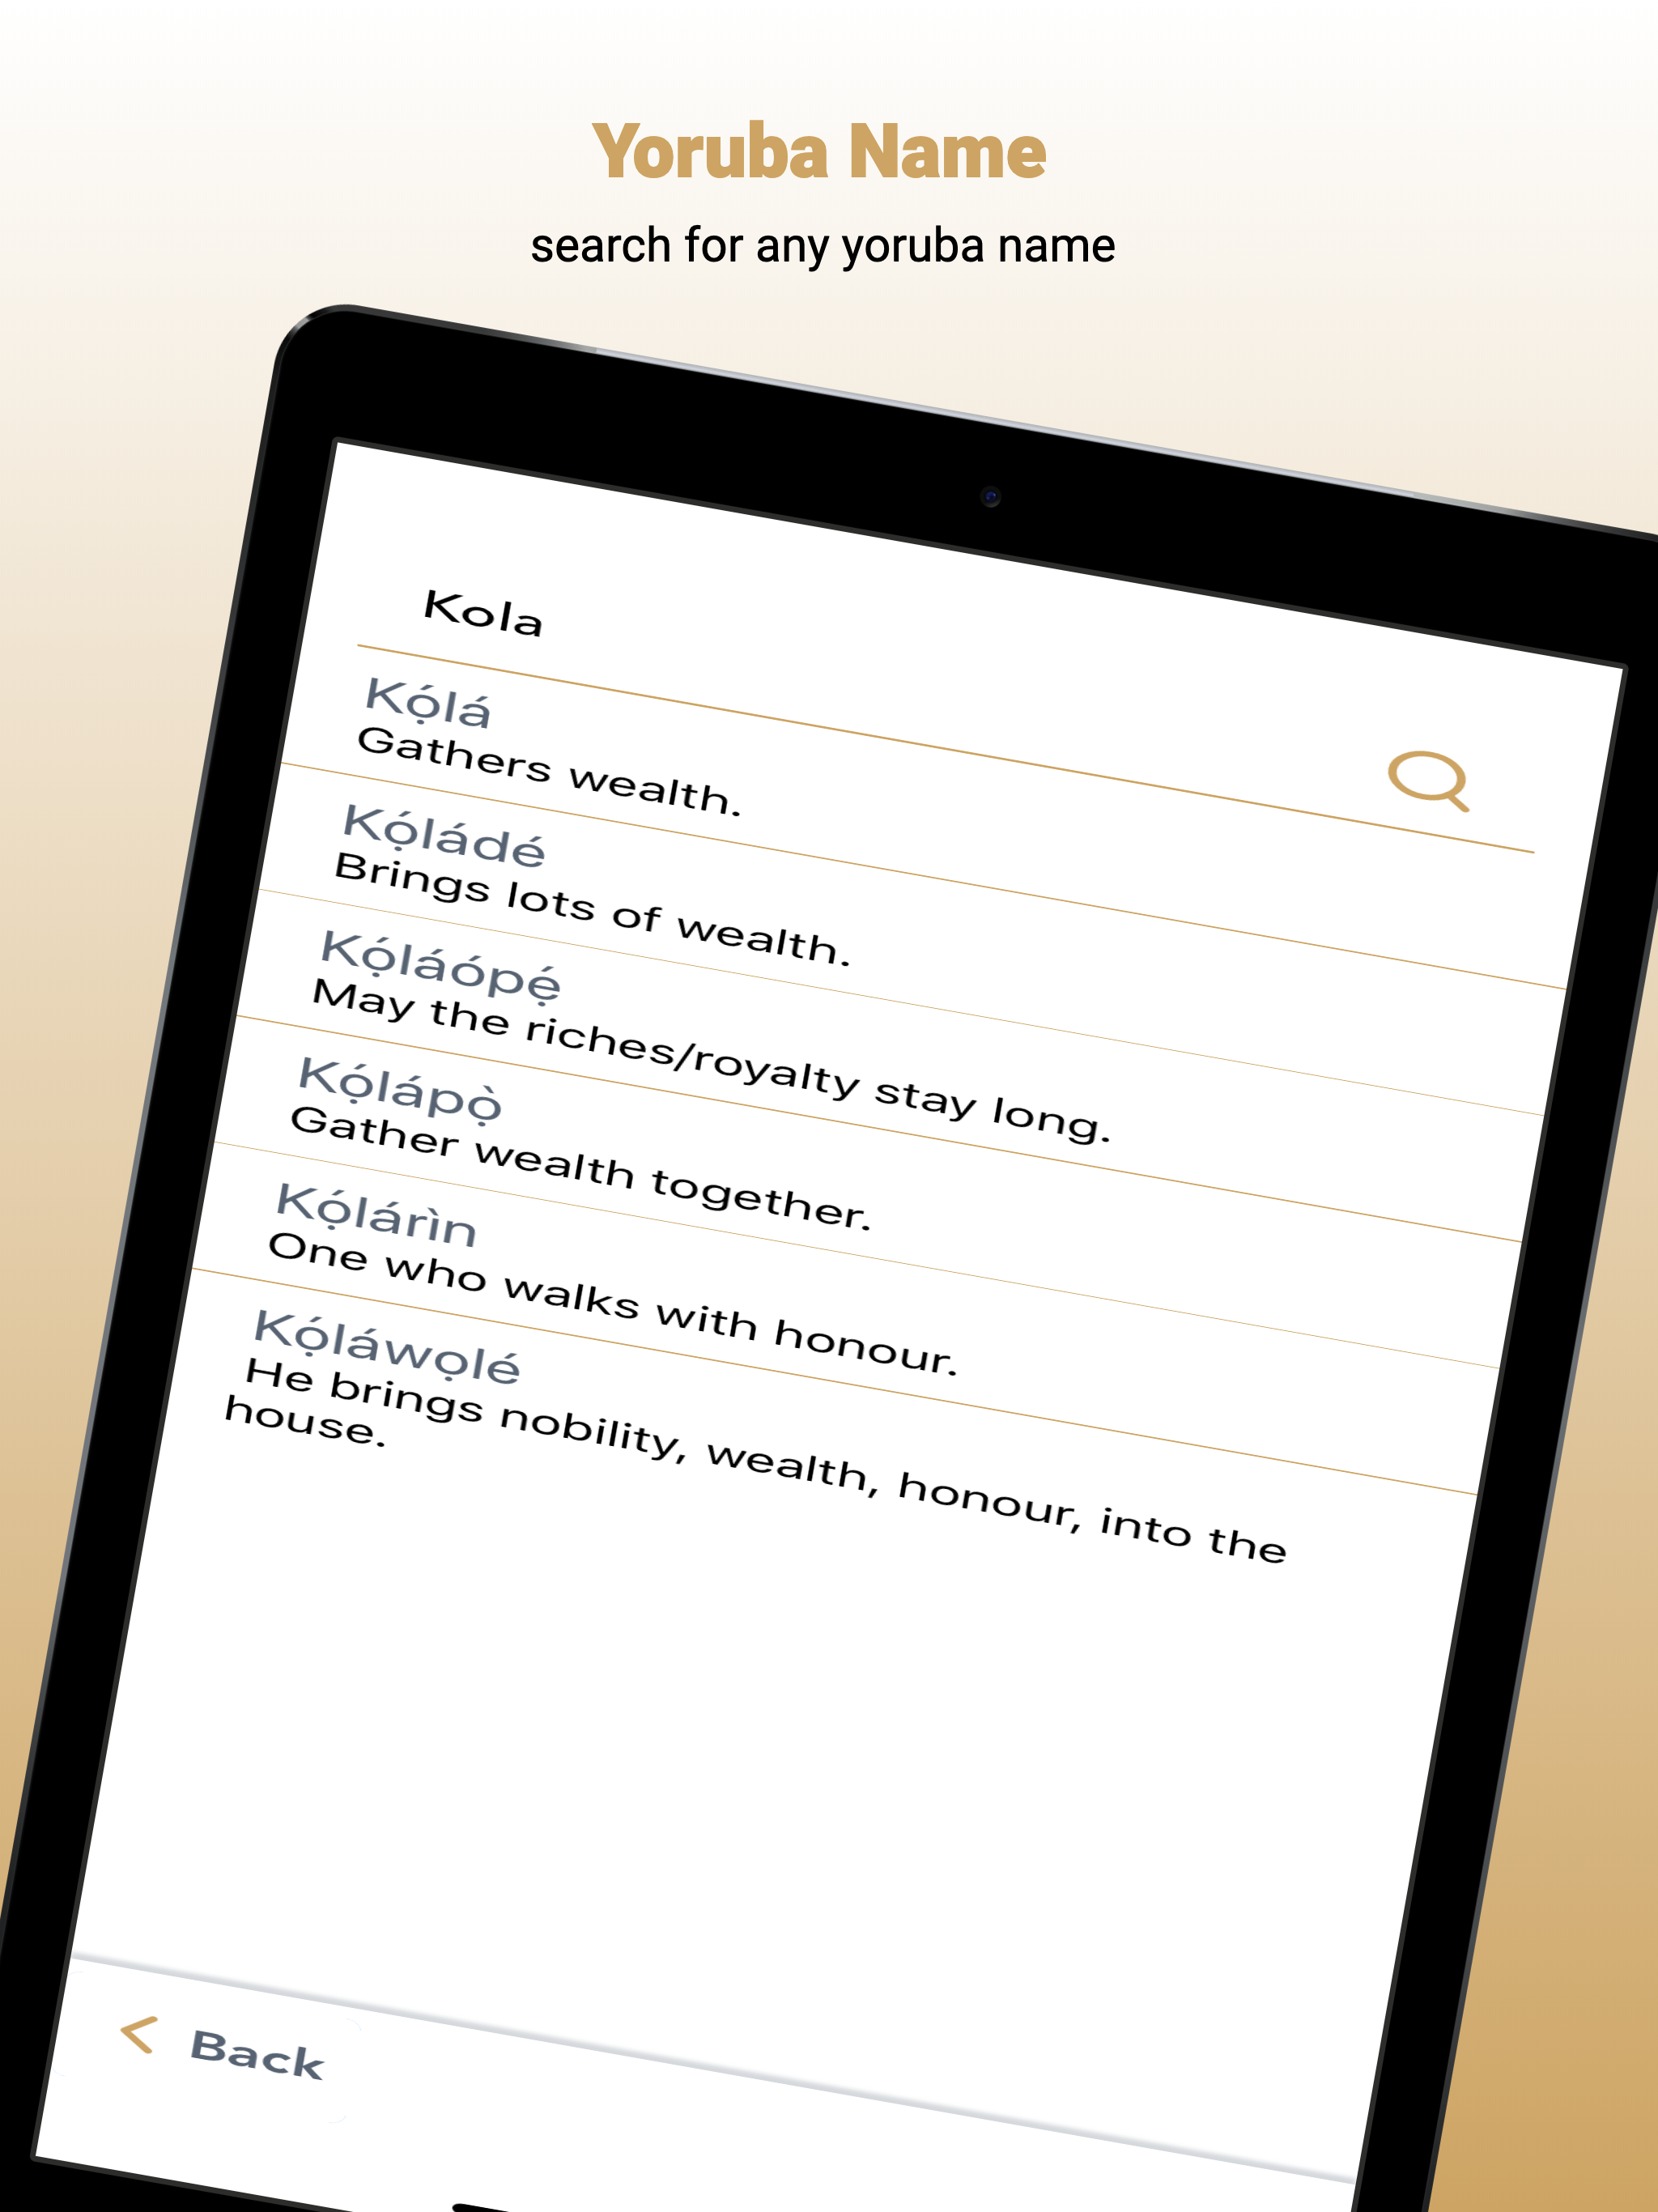 Yoruba Name
search for any yoruba name
Kola
Kọ́lá
Gathers wealth.
Kọ́ládé
Brings lots of wealth.
Kọ́láópẹ́
May the riches/royalty stay long.
Kọ́lápọ̀
Gather wealth together.
Kọ́lárìn
One who walks with honour.
Kọ́láwọlé
He brings nobility, wealth, honour, into the
house.
Back